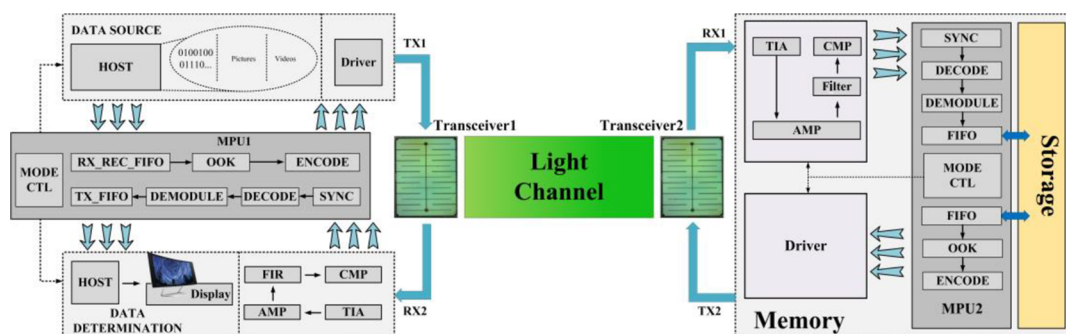 DATA SOURCE
HOST
0100100
01110...
Pictures
Videos
Driver
TX1
MPU1
MODE
CTL
RX_REC_FIFO
OOK
ENCODE
TX_FIFO
DEMODULE
DECODE
SYNC
HOST
Display
DATA
DETERMINATION
FIR
CMP
AMP
TIA
RX2
Transceiver1
Light
Channel
Transceiver2
RX1
TX2
TIA
CMP
Filter
AMP
Driver
Memory
SYNC
DECODE
DEMODULE
FIFO
MODE
CTL
FIFO
OOK
ENCODE
MPU2
Storage